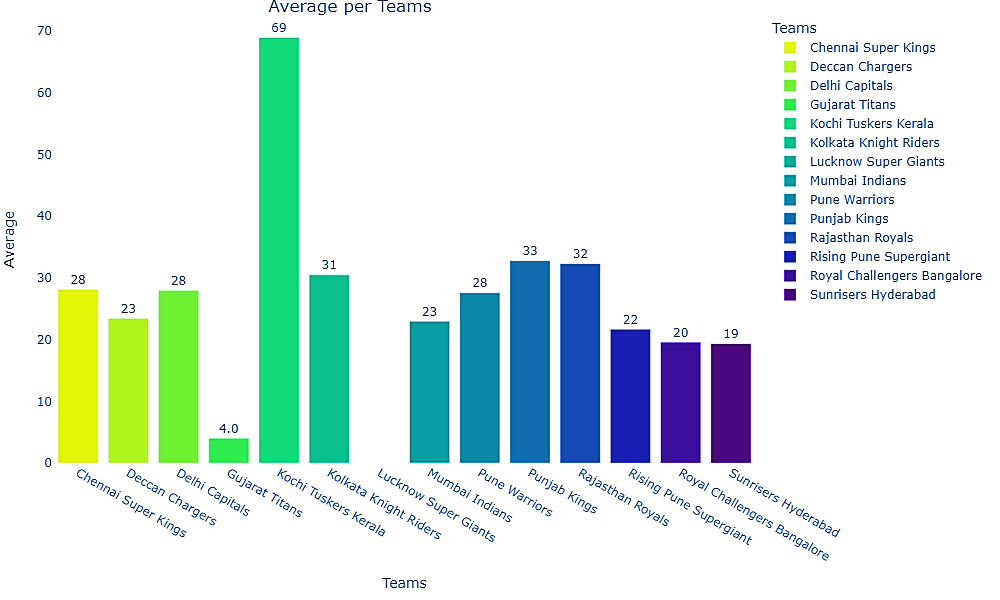 Average per Teams
Average
70
60
50
40
30
20
10
0
28
23
28
4.0
69
31
23
28
33
32
22
20
19
Chennai Super Kings
Deccan Chargers
Delhi Capitals
Gujarat Titans
Kochi Tuskers Kerala
Kolkata Knight Riders
Lucknow Super Giants
Mumbai Indians
Pune Warriors
Punjab Kings
Rajasthan Royals
Rising Pune Supergiant
Royal Challengers Bangalore
Sunrisers Hyderabad
Teams
Teams
Chennai Super Kings
Deccan Chargers
Delhi Capitals
Gujarat Titans
Kochi Tuskers Kerala
Kolkata Knight Riders
Lucknow Super Giants
Mumbai Indians
Pune Warriors
Punjab Kings
Rajasthan Royals
Rising Pune Supergiant
Royal Challengers Bangalore
Sunrisers Hyderabad